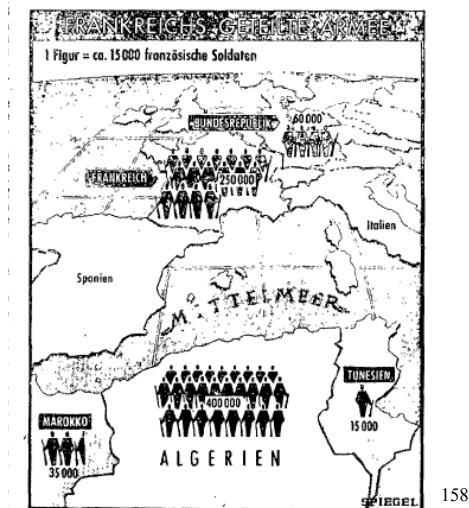 FRANKREICHS GETEILTE ARMEE
1 Figur = ca. 15000 französische Soldaten
BUNDESREPUBLIK
60000
FRANKREICH
250000
Italien
Spanien
MITTELMEER
TUNESIEN
400000
15000
MAROKKO
35000
ALGERIEN
SPIEGEL
158